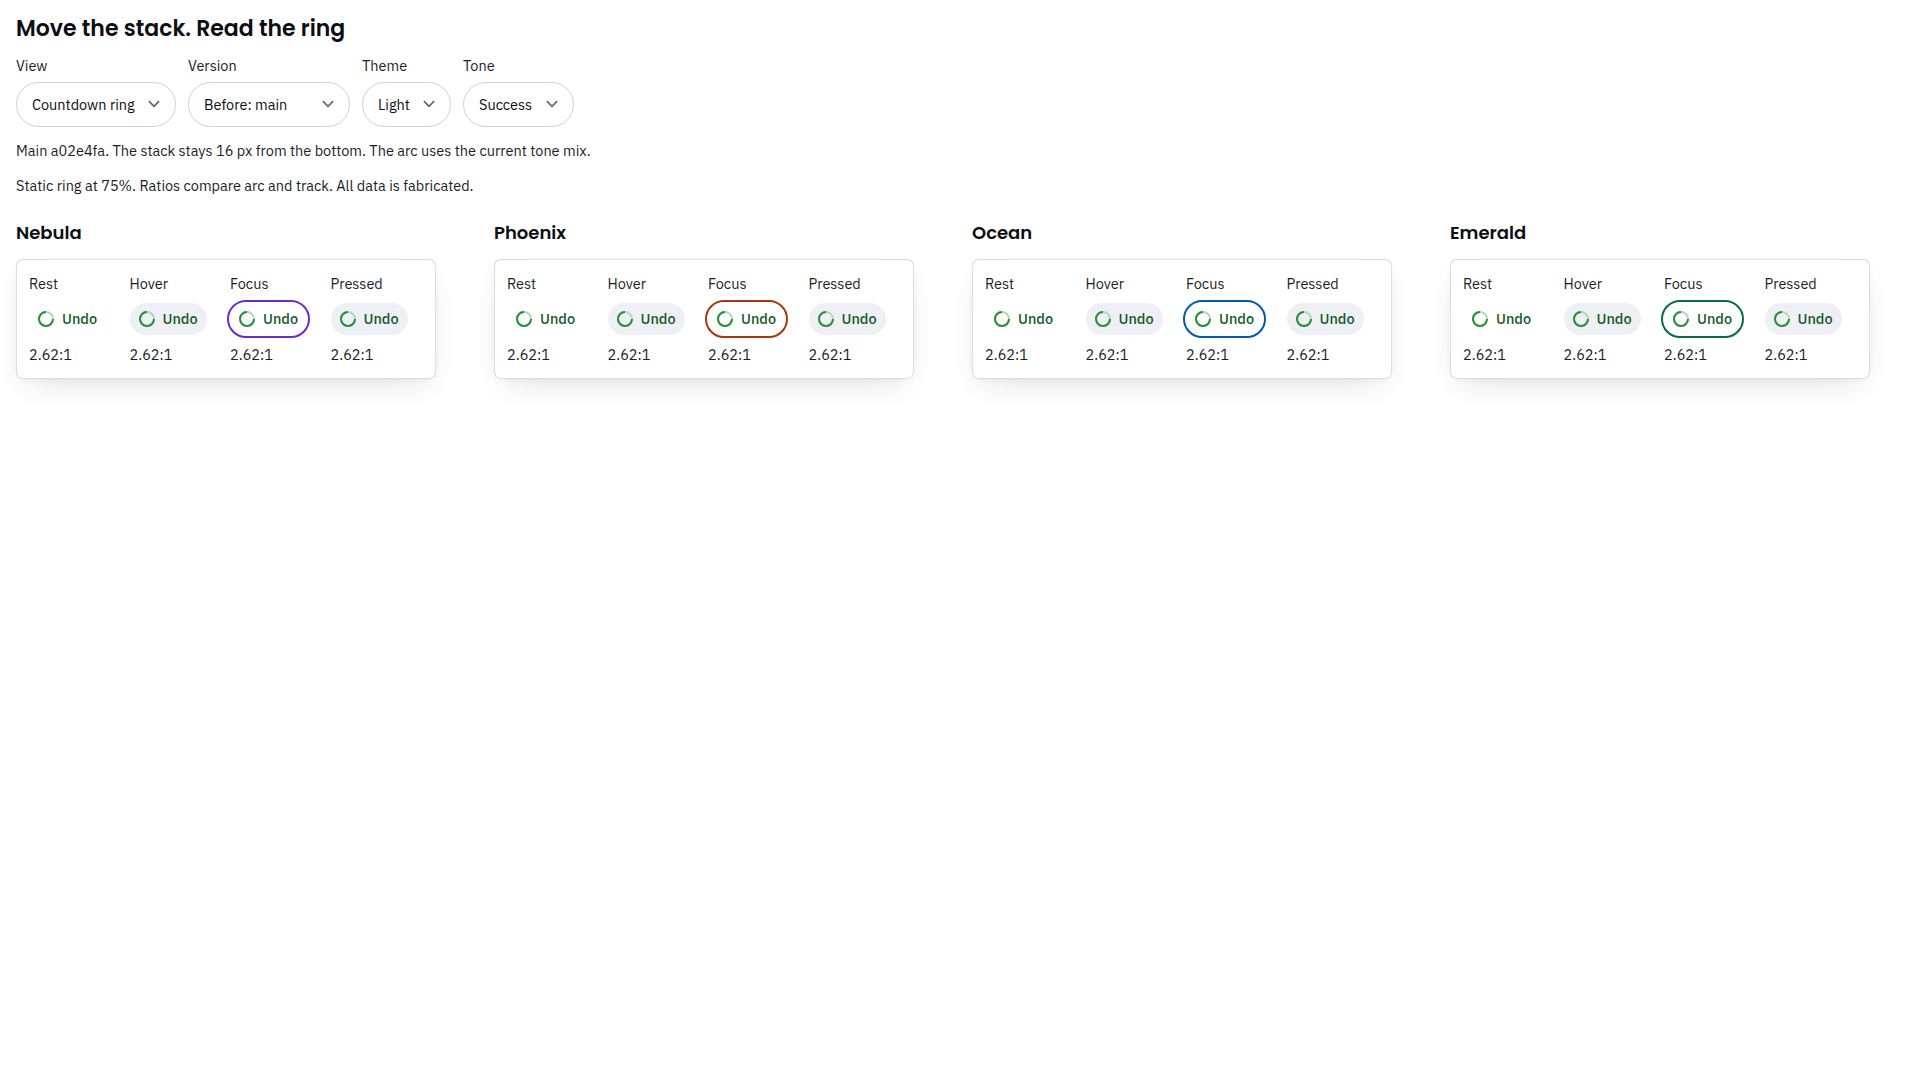 Move the stack. Read the ring
View Version Theme Tone
Countdown ring Before: main Light Success
Main a02e4fa. The stack stays 16 px from the bottom. The arc uses the current tone mix.
Static ring at 75%. Ratios compare arc and track. All data is fabricated.
Nebula Phoenix Ocean Emerald
Rest Hover Focus Pressed Rest Hover Focus Pressed Rest Hover Focus Pressed Rest Hover Focus Pressed
Undo Undo Undo Undo Undo Undo Undo Undo Undo Undo Undo Undo Undo Undo Undo Undo
2.62:1 2.62:1 2.62:1 2.62:1 2.62:1 2.62:1 2.62:1 2.62:1 2.62:1 2.62:1 2.62:1 2.62:1 2.62:1 2.62:1 2.62:1 2.62:1